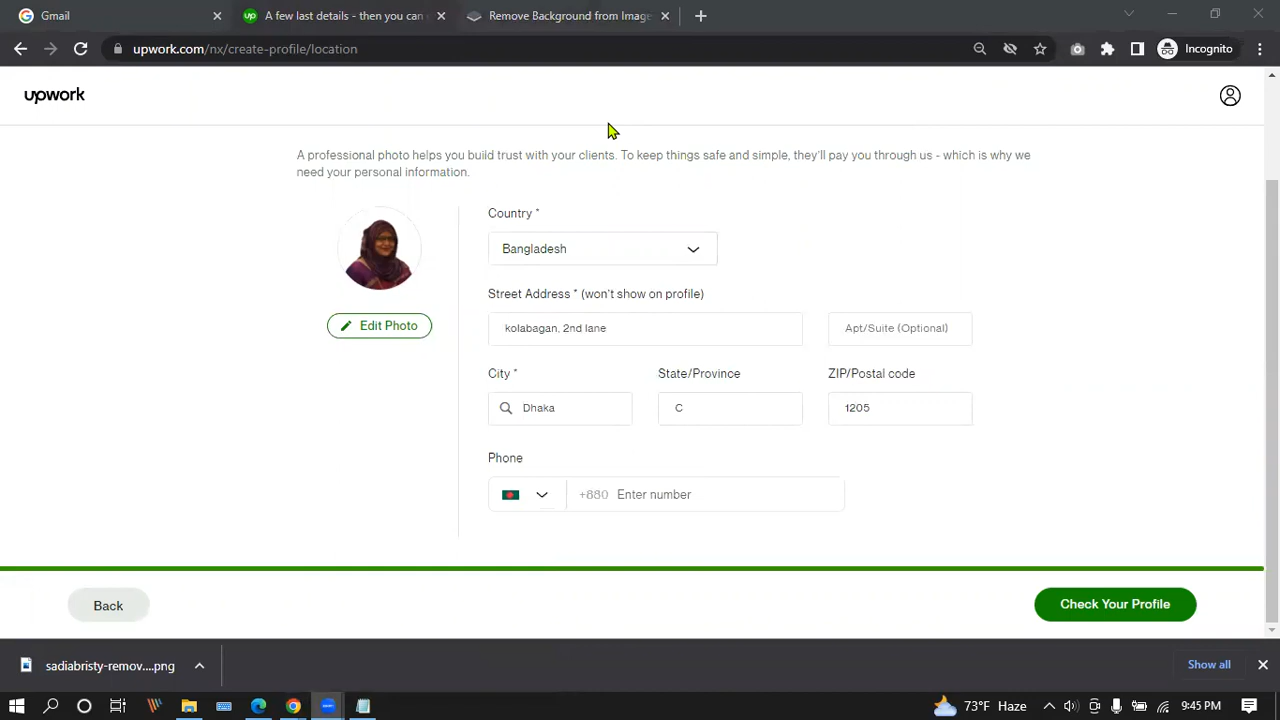 Gmail
A few last details - then you can
Remove Background from Image
upwork.com/nx/create-profile/location
Incognito
upwork
A professional photo helps you build trust with your clients. To keep things safe and simple, they'll pay you through us - which is why we
need your personal information.
Country *
Bangladesh
Edit Photo
Street Address * (won't show on profile)
kolabagan, 2nd lane
Apt/Suite (Optional)
City *
State/Province
ZIP/Postal code
Dhaka
C
1205
Phone
+880 Enter number
Back
Check Your Profile
sadiabristy-remov....png
Show all
73°F Haze
9:45 PM